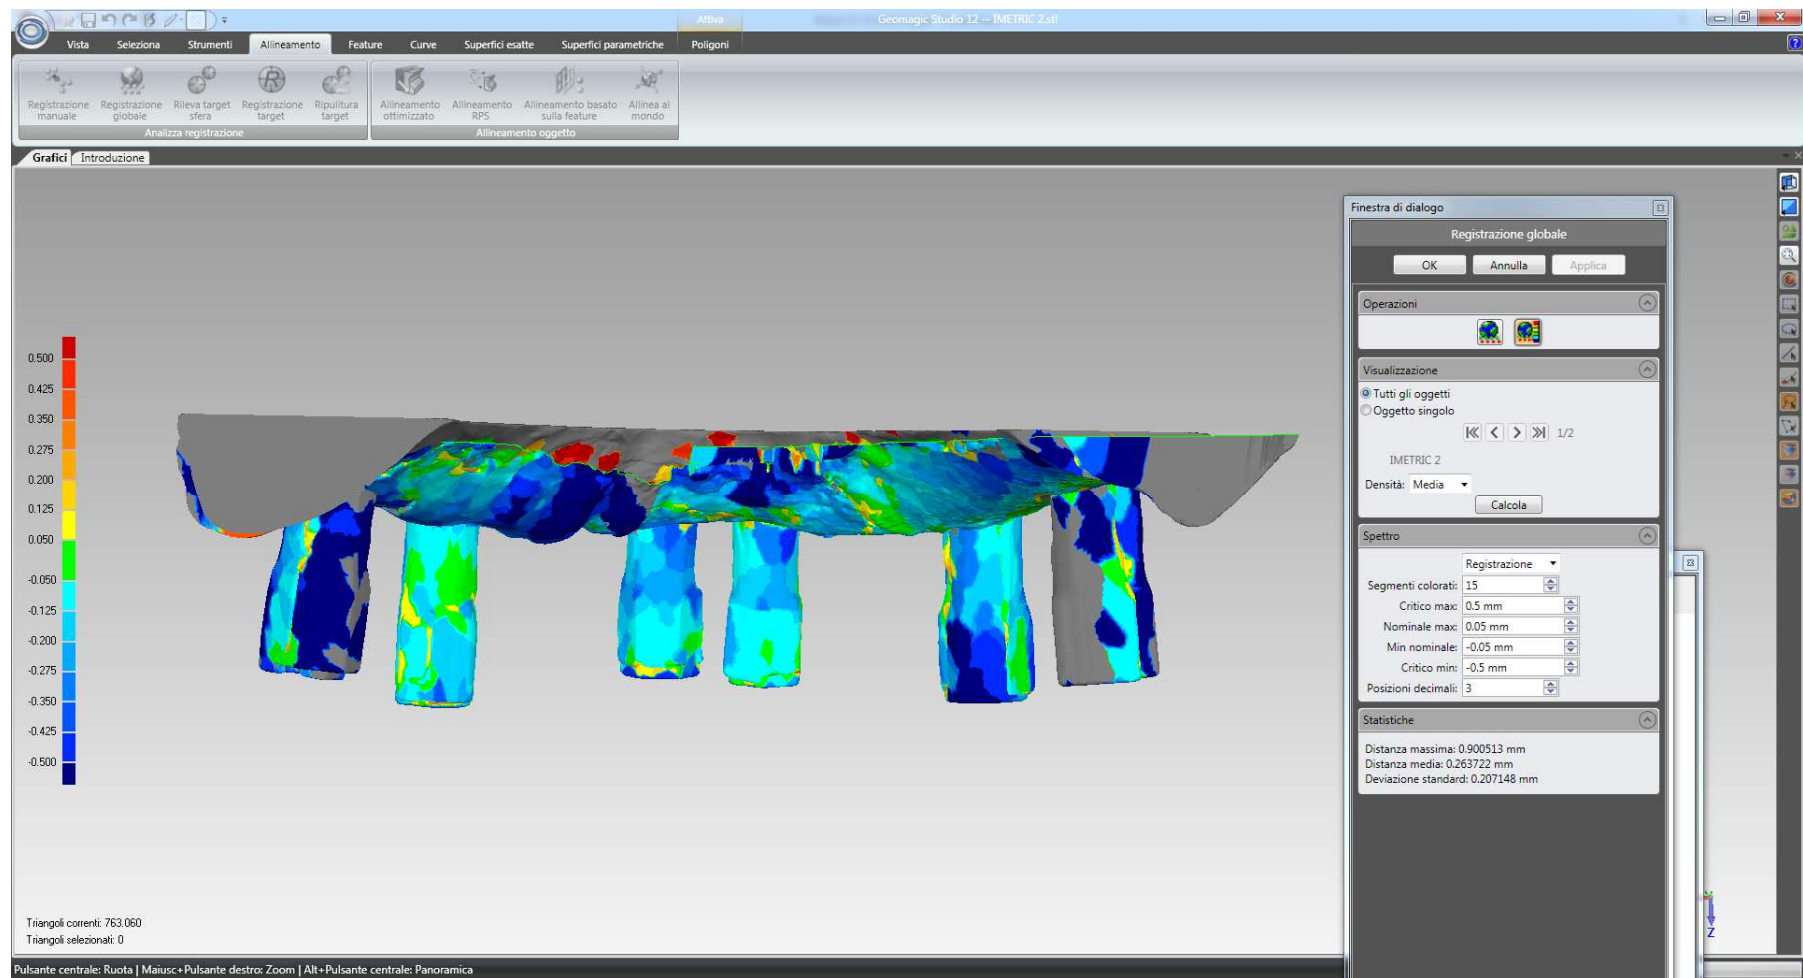 Attiva
Geomagic Studio 12 -- IMETRIC 2.stl
Vista Seleziona Strumenti Allineamento Feature Curve Superfici esatte Superfici parametriche Poligoni
Registrazione manuale
Registrazione globale
Rileva target sfera
Registrazione target
Ripulitura target
Allineamento ottimizzato
Allineamento RPS
Allineamento basato sulla feature
Allinea al mondo
Analizza registrazione
Allineamento oggetto
Grafici Introduzione
Finestra di dialogo
Registrazione globale
OK Annulla Applica
Operazioni
Visualizzazione
Tutti gli oggetti
Oggetto singolo
1/2
IMETRIC 2
Densità: Media
Calcola
Spettro
Registrazione
Segmenti colorati: 15
Critico max: 0.5 mm
Nominale max: 0.05 mm
Min nominale: -0.05 mm
Critico min: -0.5 mm
Posizioni decimali: 3
Statistiche
Distanza massima: 0.900513 mm
Distanza media: 0.263722 mm
Deviazione standard: 0.207148 mm
0.500
0.425
0.350
0.275
0.200
0.125
0.050
-0.050
-0.125
-0.200
-0.275
-0.350
-0.425
-0.500
Triangoli correnti: 763.060
Triangoli selezionati: 0
Z
Pulsante centrale: Ruota | Maiusc+Pulsante destro: Zoom | Alt+Pulsante centrale: Panoramica